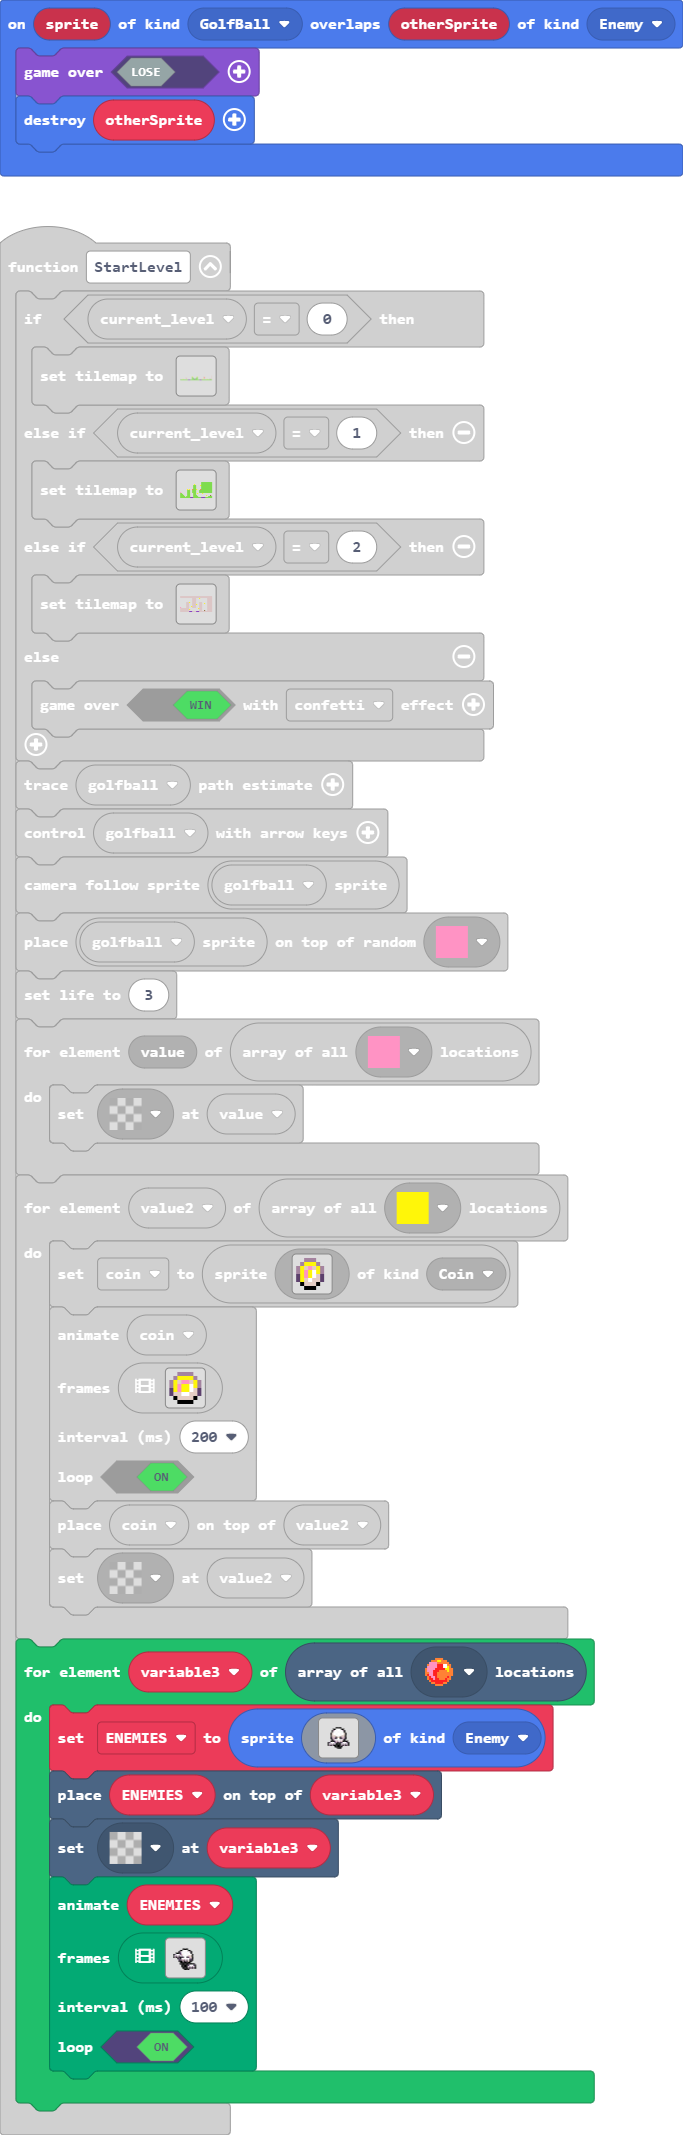 on sprite of kind GolfBall overlaps otherSprite of kind Enemy
game over LOSE
destroy otherSprite
function StartLevel
if current_level = 0 then
set tilemap to
else if current_level = 1 then
set tilemap to
else if current_level = 2 then
set tilemap to
else
game over WIN with confetti effect
trace golfball path estimate
control golfball with arrow keys
camera follow sprite golfball sprite
place golfball sprite on top of random
set life to 3
for element value of array of all locations
do
set at value
for element value2 of array of all locations
do
set coin to sprite of kind Coin
animate coin
frames
interval (ms) 200
loop ON
place coin on top of value2
set at value2
for element variable3 of array of all locations
do
set ENEMIES to sprite of kind Enemy
place ENEMIES on top of variable3
set at variable3
animate ENEMIES
frames
interval (ms) 100
loop ON